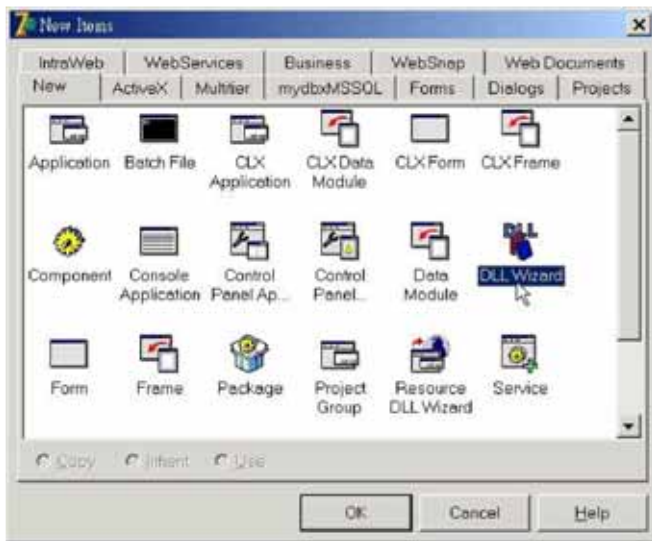 New Items
IntraWeb WebServices Business WebSnap Web Documents
New ActiveX Multitier mydbxMSSQL Forms Dialogs Projects
Application Batch File CLX Application CLX Data Module CLX Form CLX Frame
Component Console Application Control Panel Ap... Control Panel... Data Module DLL Wizard
Form Frame Package Project Group Resource DLL Wizard Service
Copy Inherit Use
OK Cancel Help